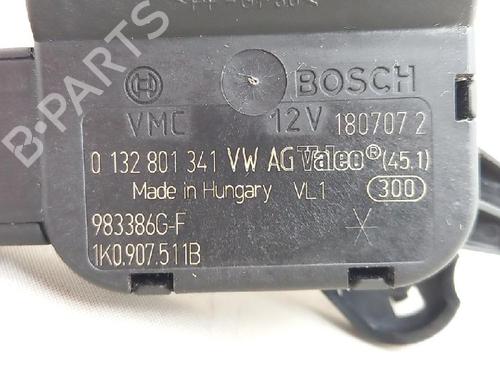 BOSCH
VMC 12V 180707 2
0 132 801 341 VW AG Valeo® (45.1)
Made in Hungary VL1 300
983386G-F
1K0.907.511B
B-PARTS